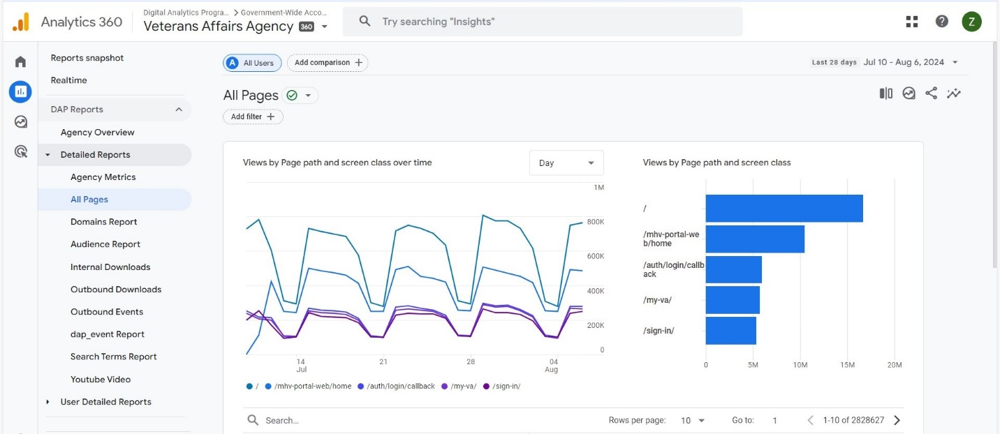 Analytics 360
Digital Analytics Progra... > Government-Wide Acco...
Veterans Affairs Agency 360
Try searching "Insights"
Z
Reports snapshot
Realtime
DAP Reports
Agency Overview
Detailed Reports
Agency Metrics
All Pages
Domains Report
Audience Report
Internal Downloads
Outbound Downloads
Outbound Events
dap_event Report
Search Terms Report
Youtube Video
User Detailed Reports
A All Users
Add comparison +
Last 28 days Jul 10 - Aug 6, 2024
All Pages
Add filter +
Views by Page path and screen class over time
Day
1M
800K
600K
400K
200K
0
14 21 28 04
Jul Aug
/ /mhv-portal-web/home /auth/login/callback /my-va/ /sign-in/
Views by Page path and screen class
/
/mhv-portal-we
b/home
/auth/login/callb
ack
/my-va/
/sign-in/
0 5M 10M 15M 20M
Search...
Rows per page: 10 Go to: 1 < 1-10 of 2828627 >